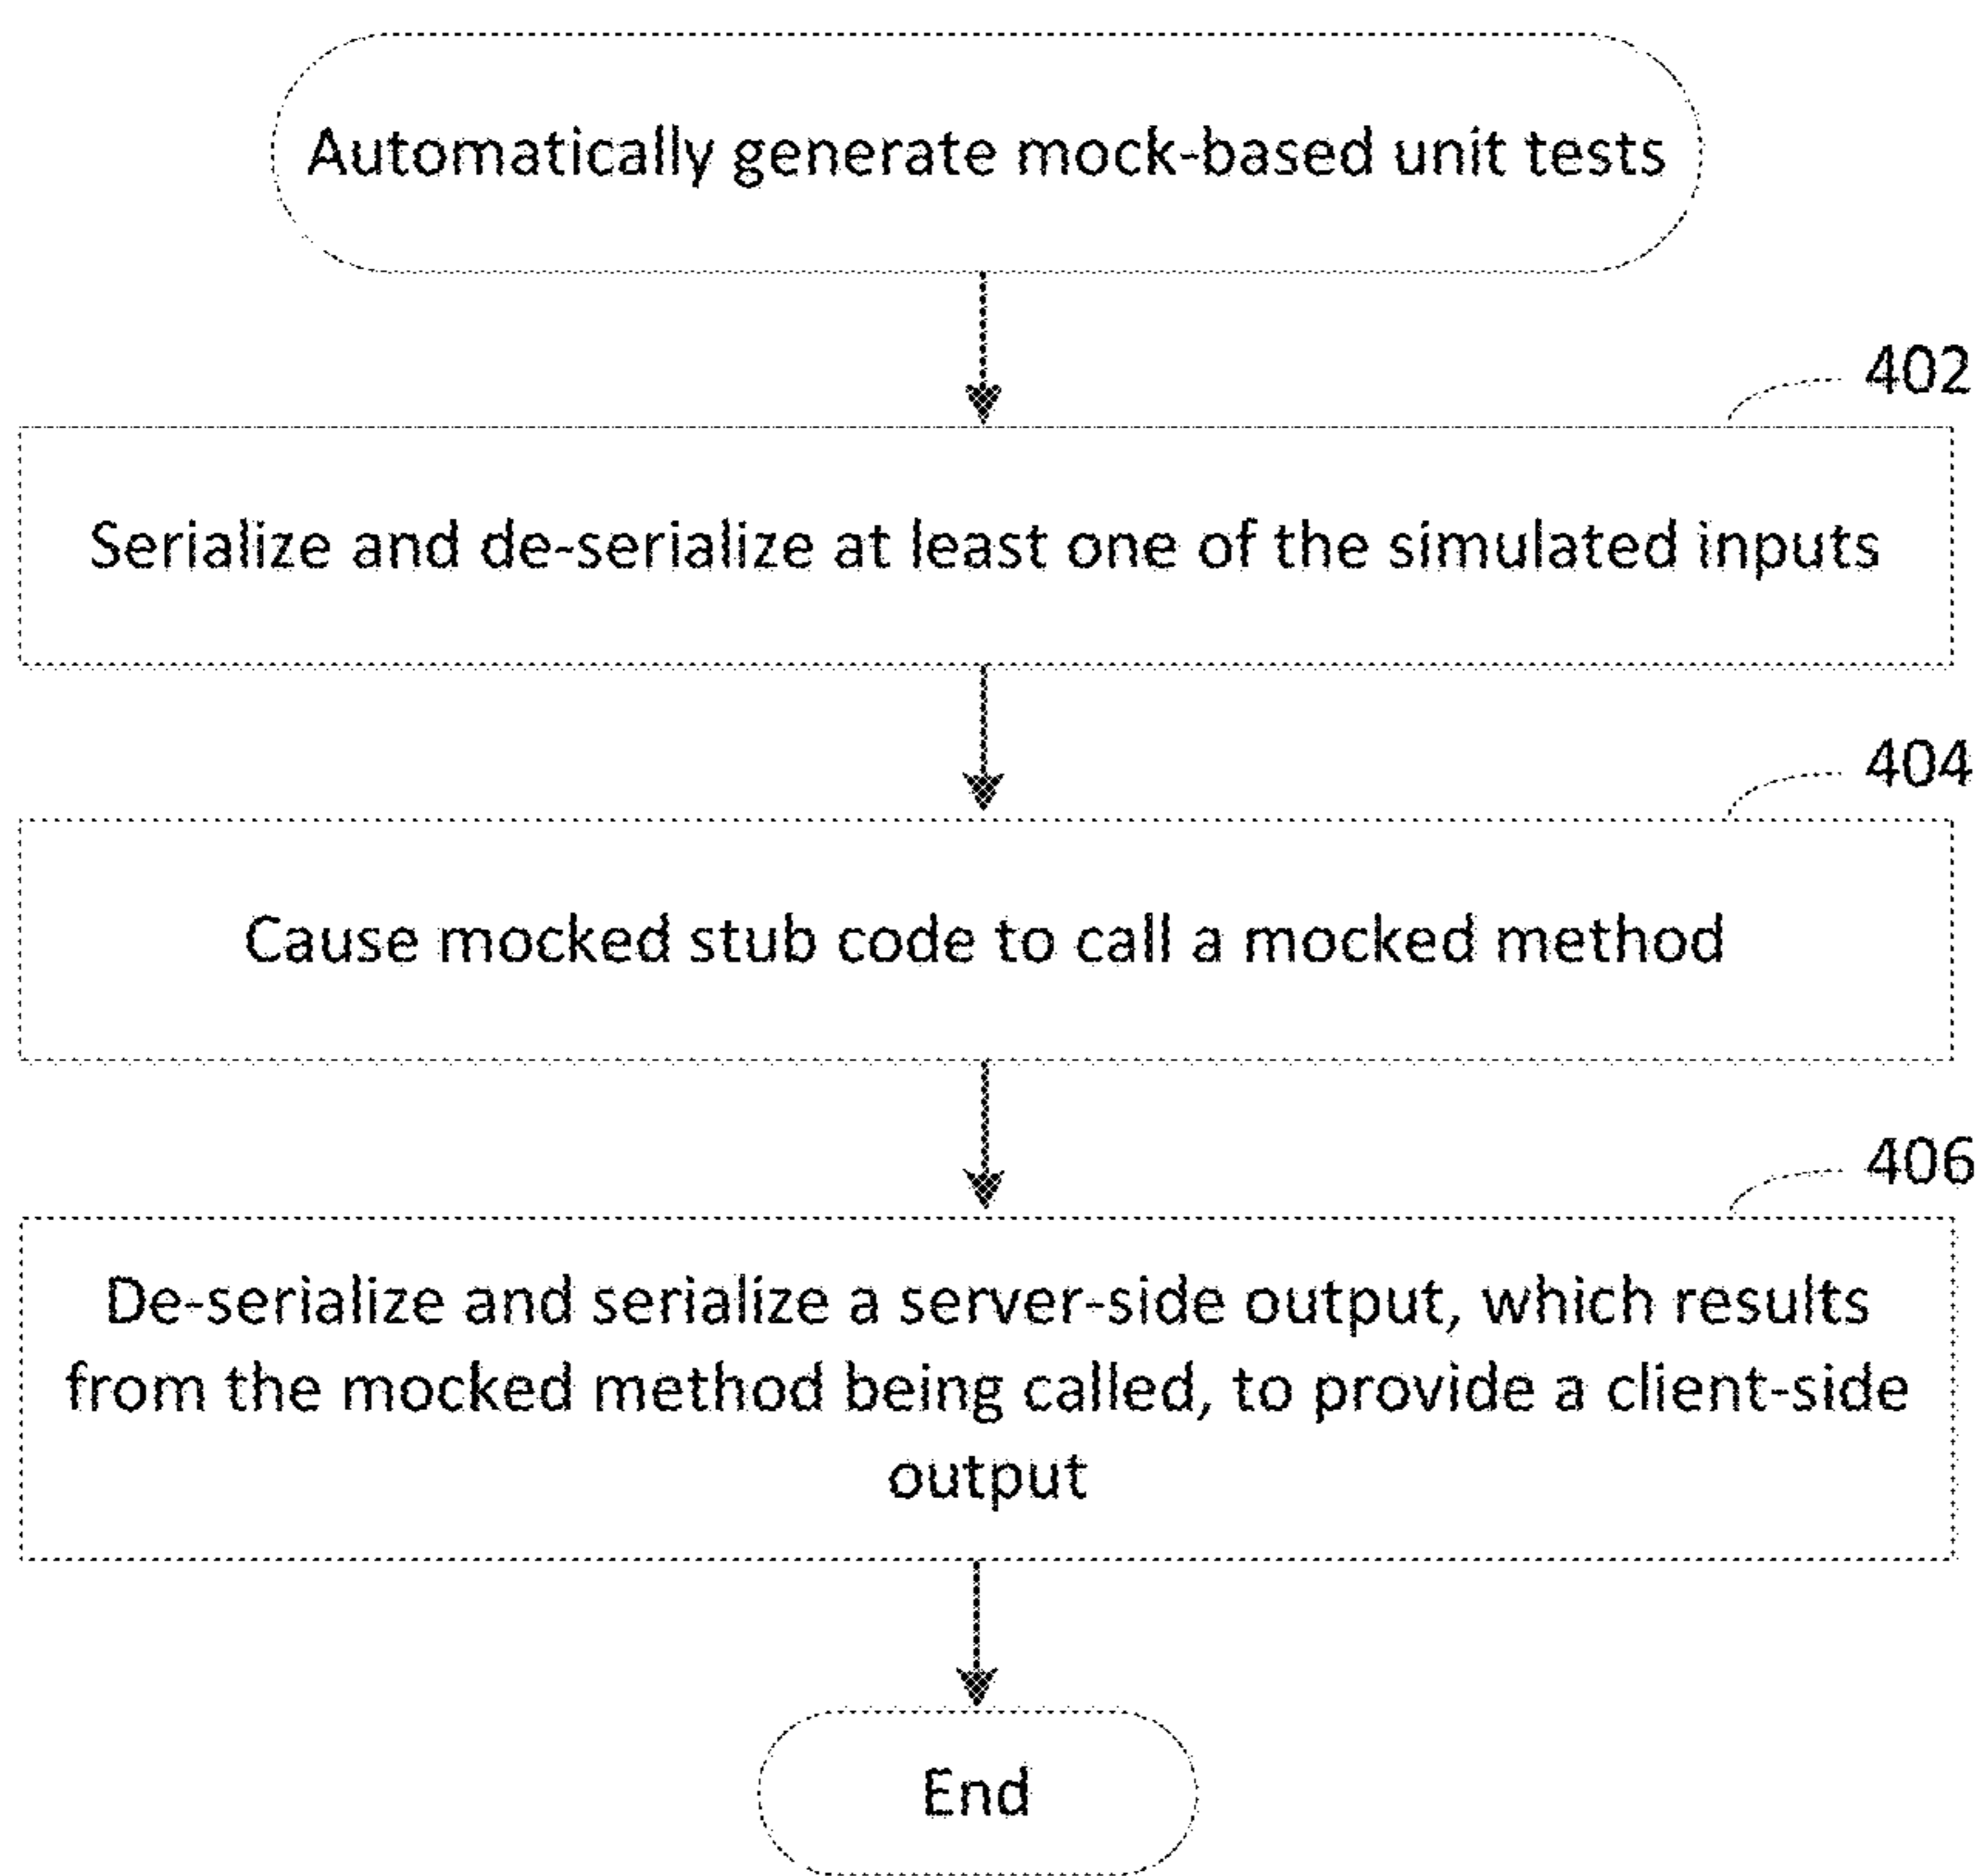 Automatically generate mock-based unit tests
402
Serialize and de-serialize at least one of the simulated inputs
404
Cause mocked stub code to call a mocked method
406
De-serialize and serialize a server-side output, which results
from the mocked method being called, to provide a client-side
output
End